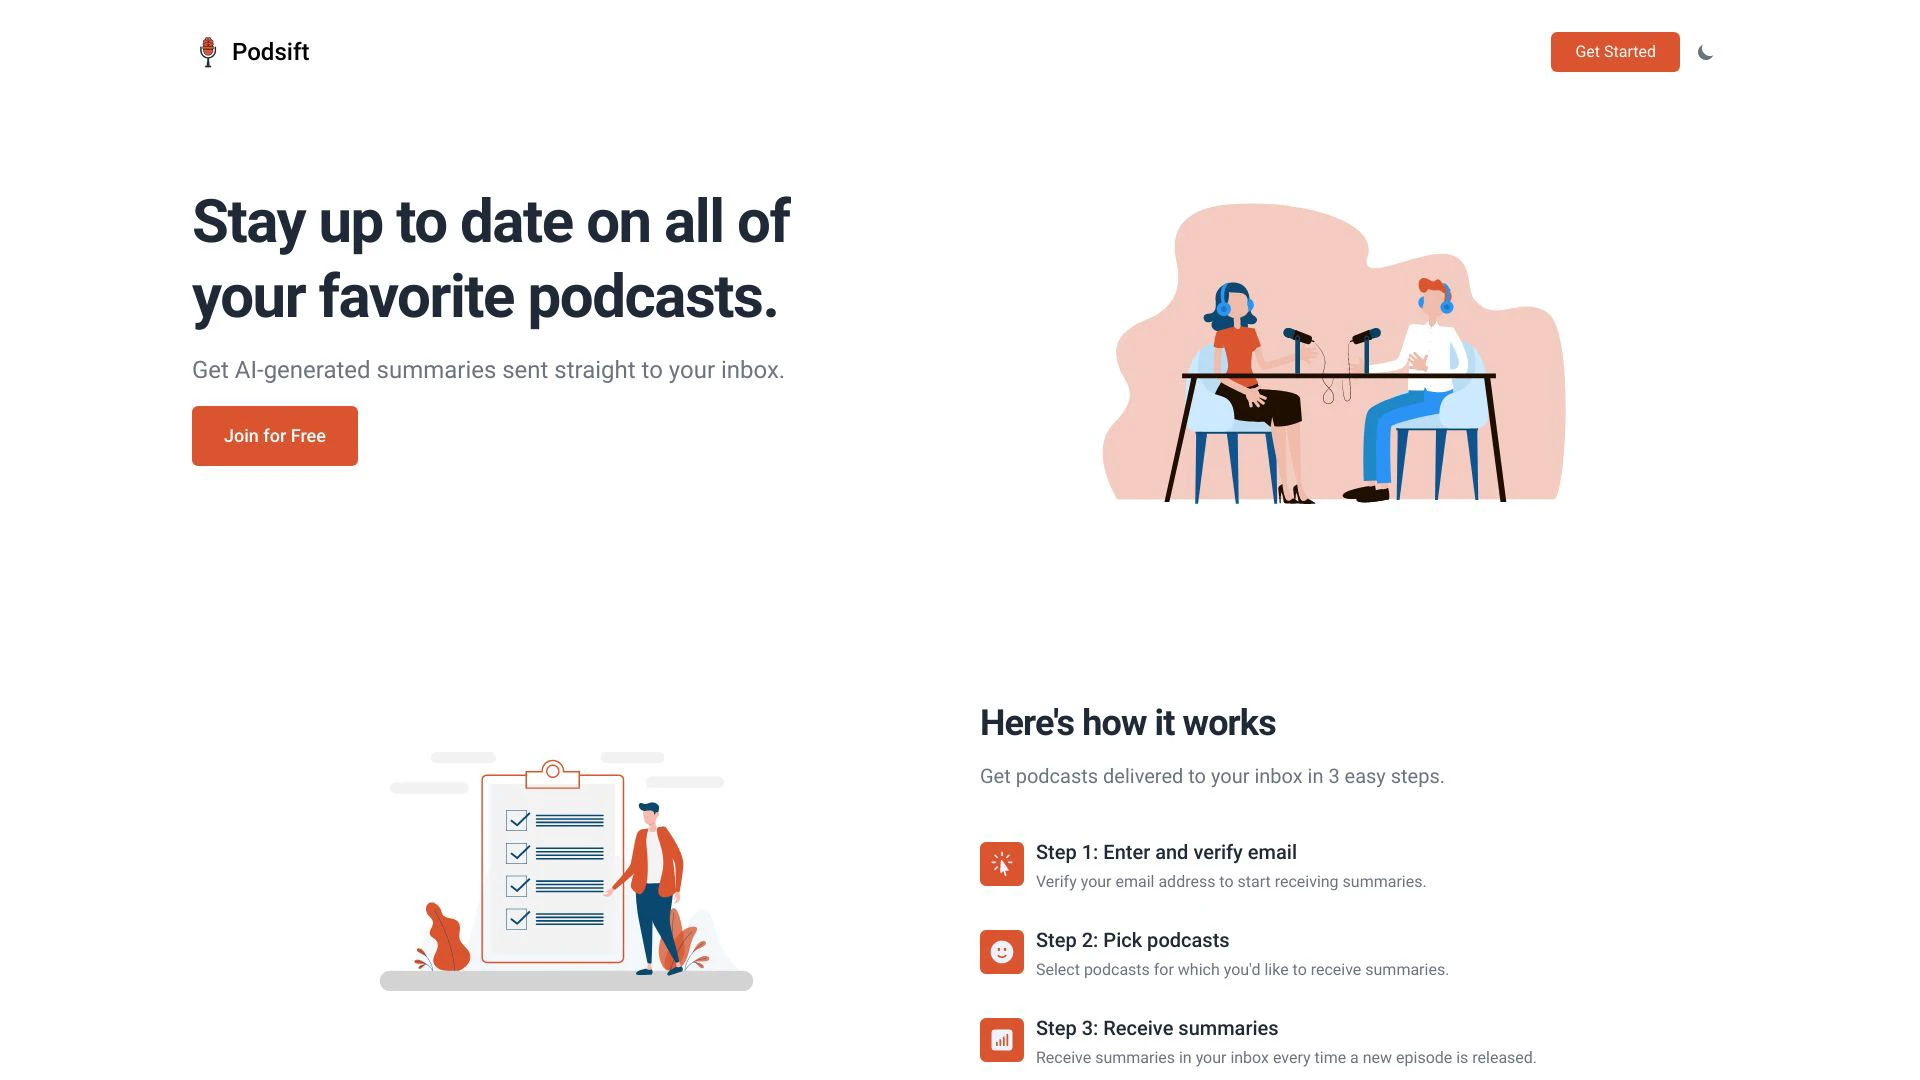 Podsift
Get Started
Stay up to date on all of
your favorite podcasts.
Get AI-generated summaries sent straight to your inbox.
Join for Free
Here's how it works
Get podcasts delivered to your inbox in 3 easy steps.
Step 1: Enter and verify email
Verify your email address to start receiving summaries.
Step 2: Pick podcasts
Select podcasts for which you'd like to receive summaries.
Step 3: Receive summaries
Receive summaries in your inbox every time a new episode is released.